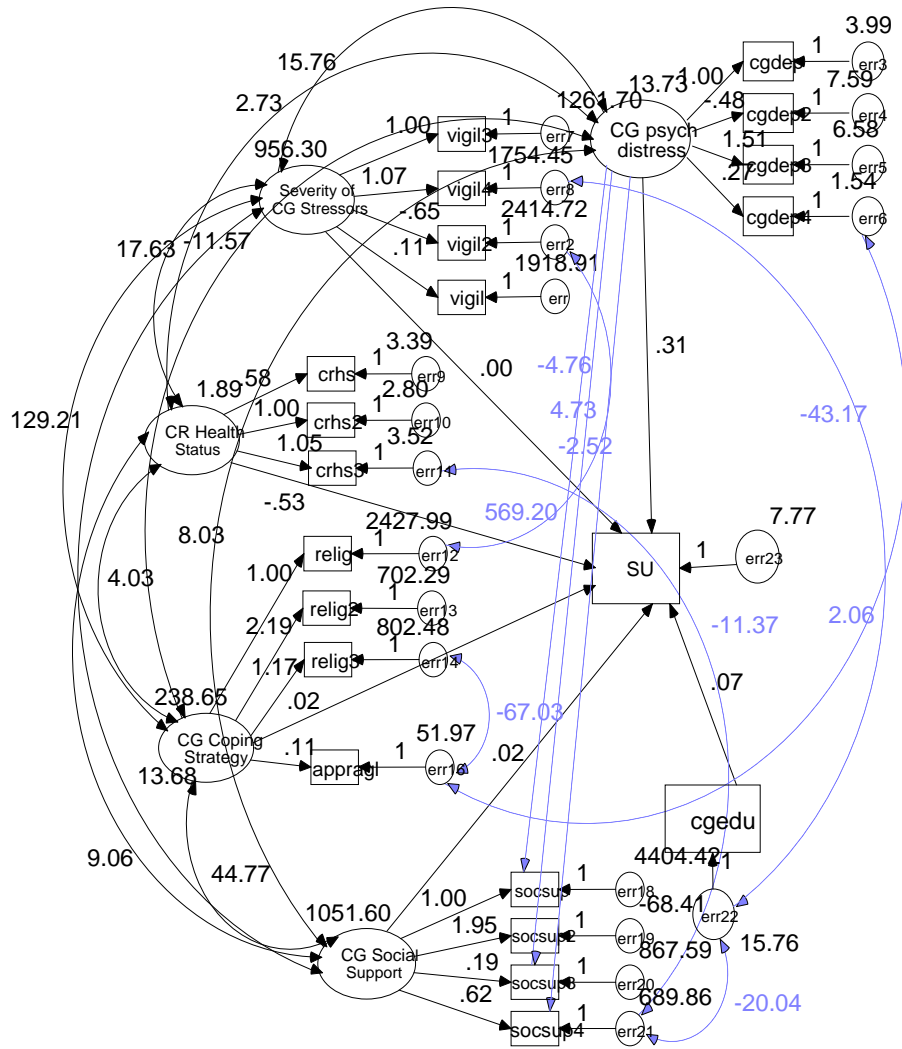 3.99
15.76
cgdep
1
err3
13.73
1.00
7.59
2.73
1261.70
-.48
cgdep2
1
err4
1.00
vigil3
1
err7
CG psych
distress
1.51
6.58
956.30
1754.45
cgdep3
1
err5
Severity of
CG Stressors
1.07
vigil4
1
err8
.27
1.54
-.65
2414.72
cgdep4
1
err6
17.63
-11.57
.11
vigil2
1
err2
1918.91
vigil
1
err
3.39
.00
.31
-4.76
1.89
.58
crhs
1
err9
2.80
129.21
CR Health
Status
1.00
crhs2
1
err10
4.73
-43.17
1.05
3.52
-2.52
crhs3
1
err11
-.53
2427.99
569.20
7.77
8.03
relig
1
err12
1
err23
4.03
1.00
702.29
SU
relig2
1
err13
2.06
2.19
802.48
-11.37
1.17
relig3
1
err14
238.65
.02
.07
-67.03
CG Coping
Strategy
51.97
.11
appragl
1
err16
.02
13.68
cgedu
9.06
44.77
4404.42
1
1.00
socsup
1
err18
-68.41
1051.60
err22
1.95
socsup2
1
err19
15.76
CG Social
Support
867.59
.19
socsup3
1
err20
689.86
-20.04
.62
socsup4
1
err21